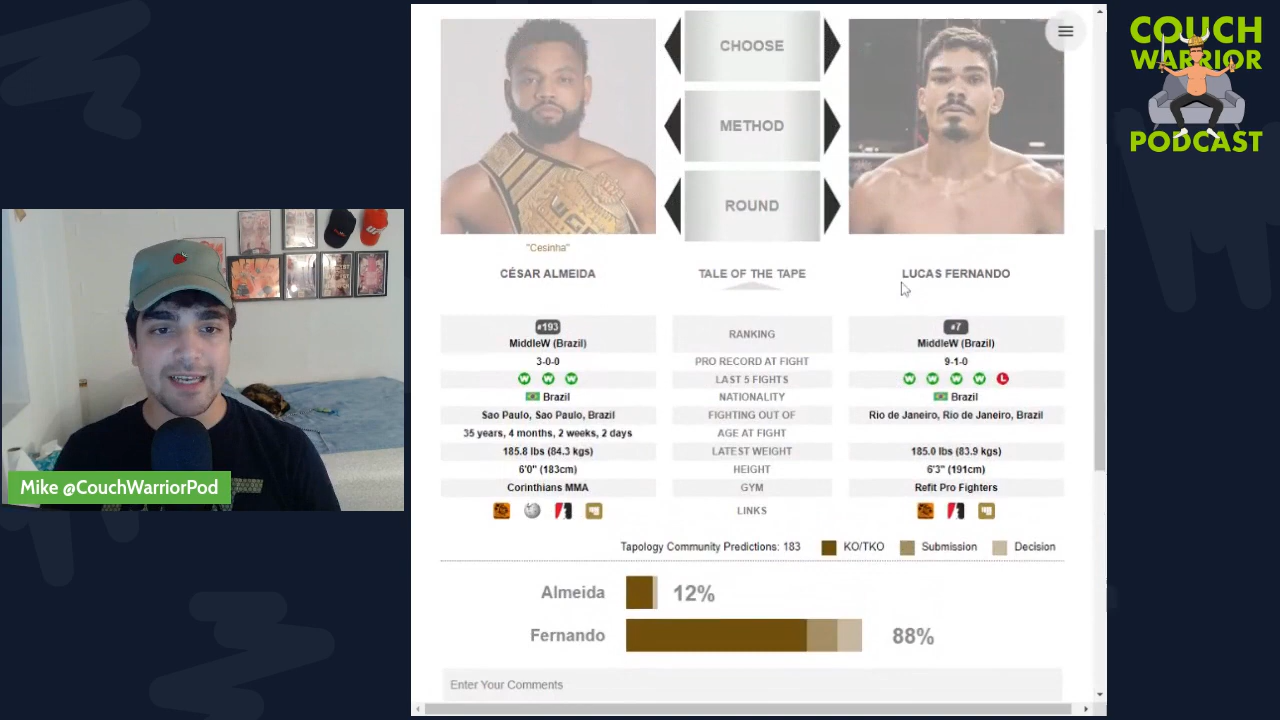 COUCH
WARRIOR
PODCAST
CHOOSE
METHOD
ROUND
"Cesinha"
CÉSAR ALMEIDA
TALE OF THE TAPE
LUCAS FERNANDO
#193
RANKING
#7
MiddleW (Brazil)
MiddleW (Brazil)
3-0-0
PRO RECORD AT FIGHT
9-1-0
W W W
LAST 5 FIGHTS
W W W W L
Brazil
NATIONALITY
Brazil
Sao Paulo, Sao Paulo, Brazil
FIGHTING OUT OF
Rio de Janeiro, Rio de Janeiro, Brazil
35 years, 4 months, 2 weeks, 2 days
AGE AT FIGHT
185.8 lbs (84.3 kgs)
LATEST WEIGHT
185.0 lbs (83.9 kgs)
6'0" (183cm)
HEIGHT
6'3" (191cm)
Corinthians MMA
GYM
Refit Pro Fighters
LINKS
Tapology Community Predictions: 183
KO/TKO
Submission
Decision
Almeida
12%
Fernando
88%
Enter Your Comments
Mike @CouchWarriorPod